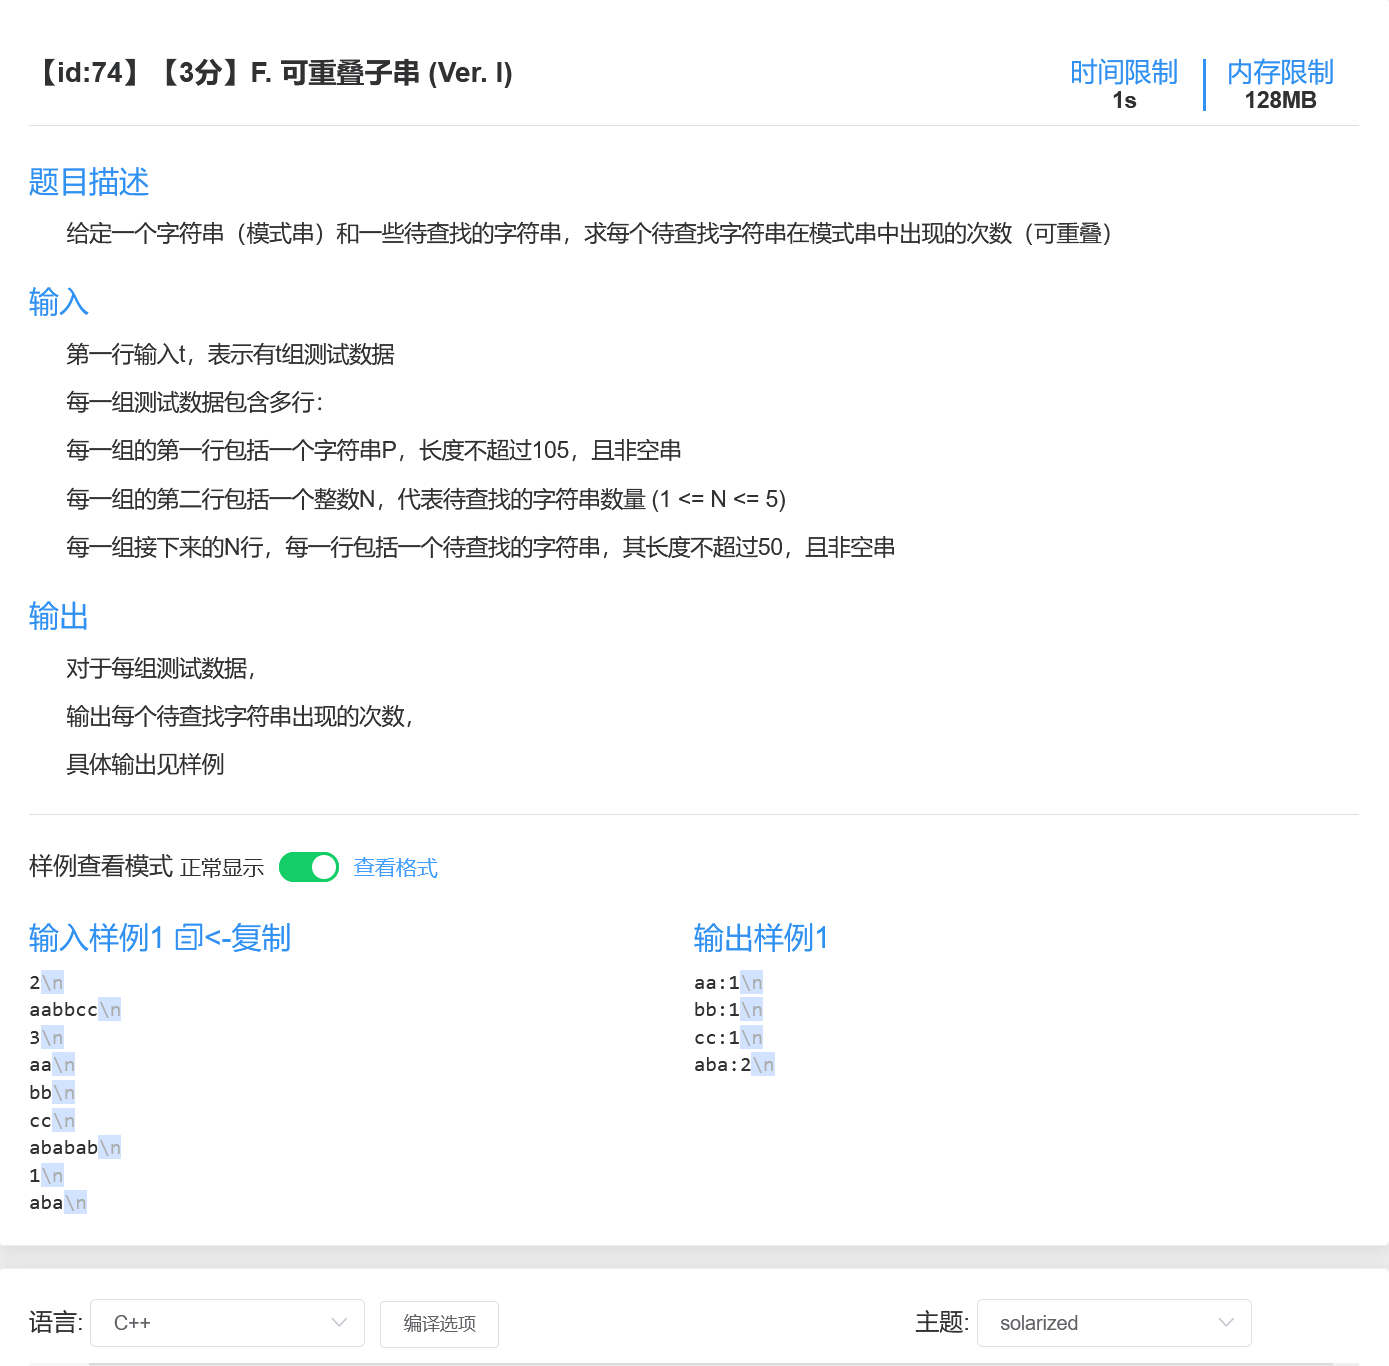 【id:74】【3分】F. 可重叠子串 (Ver. I)
时间限制
1s
内存限制
128MB
题目描述
给定一个字符串（模式串）和一些待查找的字符串，求每个待查找字符串在模式串中出现的次数（可重叠）
输入
第一行输入t，表示有t组测试数据
每一组测试数据包含多行：
每一组的第一行包括一个字符串P，长度不超过105，且非空串
每一组的第二行包括一个整数N，代表待查找的字符串数量 (1 <= N <= 5)
每一组接下来的N行，每一行包括一个待查找的字符串，其长度不超过50，且非空串
输出
对于每组测试数据，
输出每个待查找字符串出现的次数，
具体输出见样例
样例查看模式 正常显示 查看格式
输入样例1 <-复制
2\n
aabbcc\n
3\n
aa\n
bb\n
cc\n
ababab\n
1\n
aba\n
输出样例1
aa:1\n
bb:1\n
cc:1\n
aba:2\n
语言: C++ 编译选项 主题: solarized